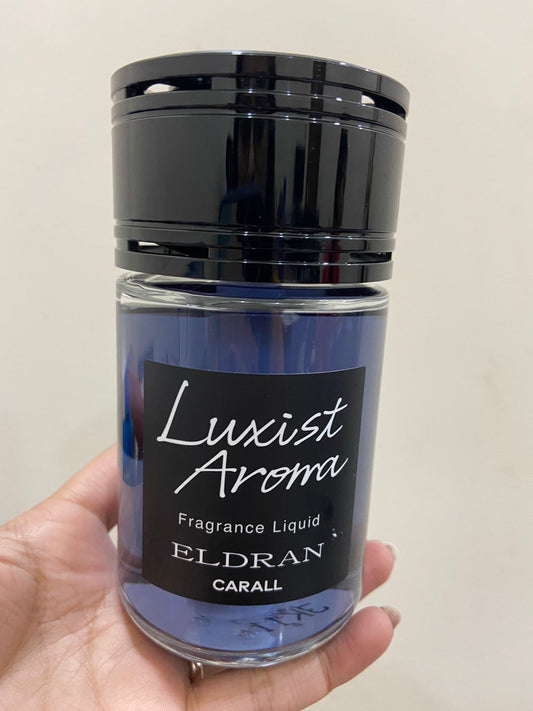 Luxist
Aroma
Fragrance Liquid
ELDRAN
CARALL